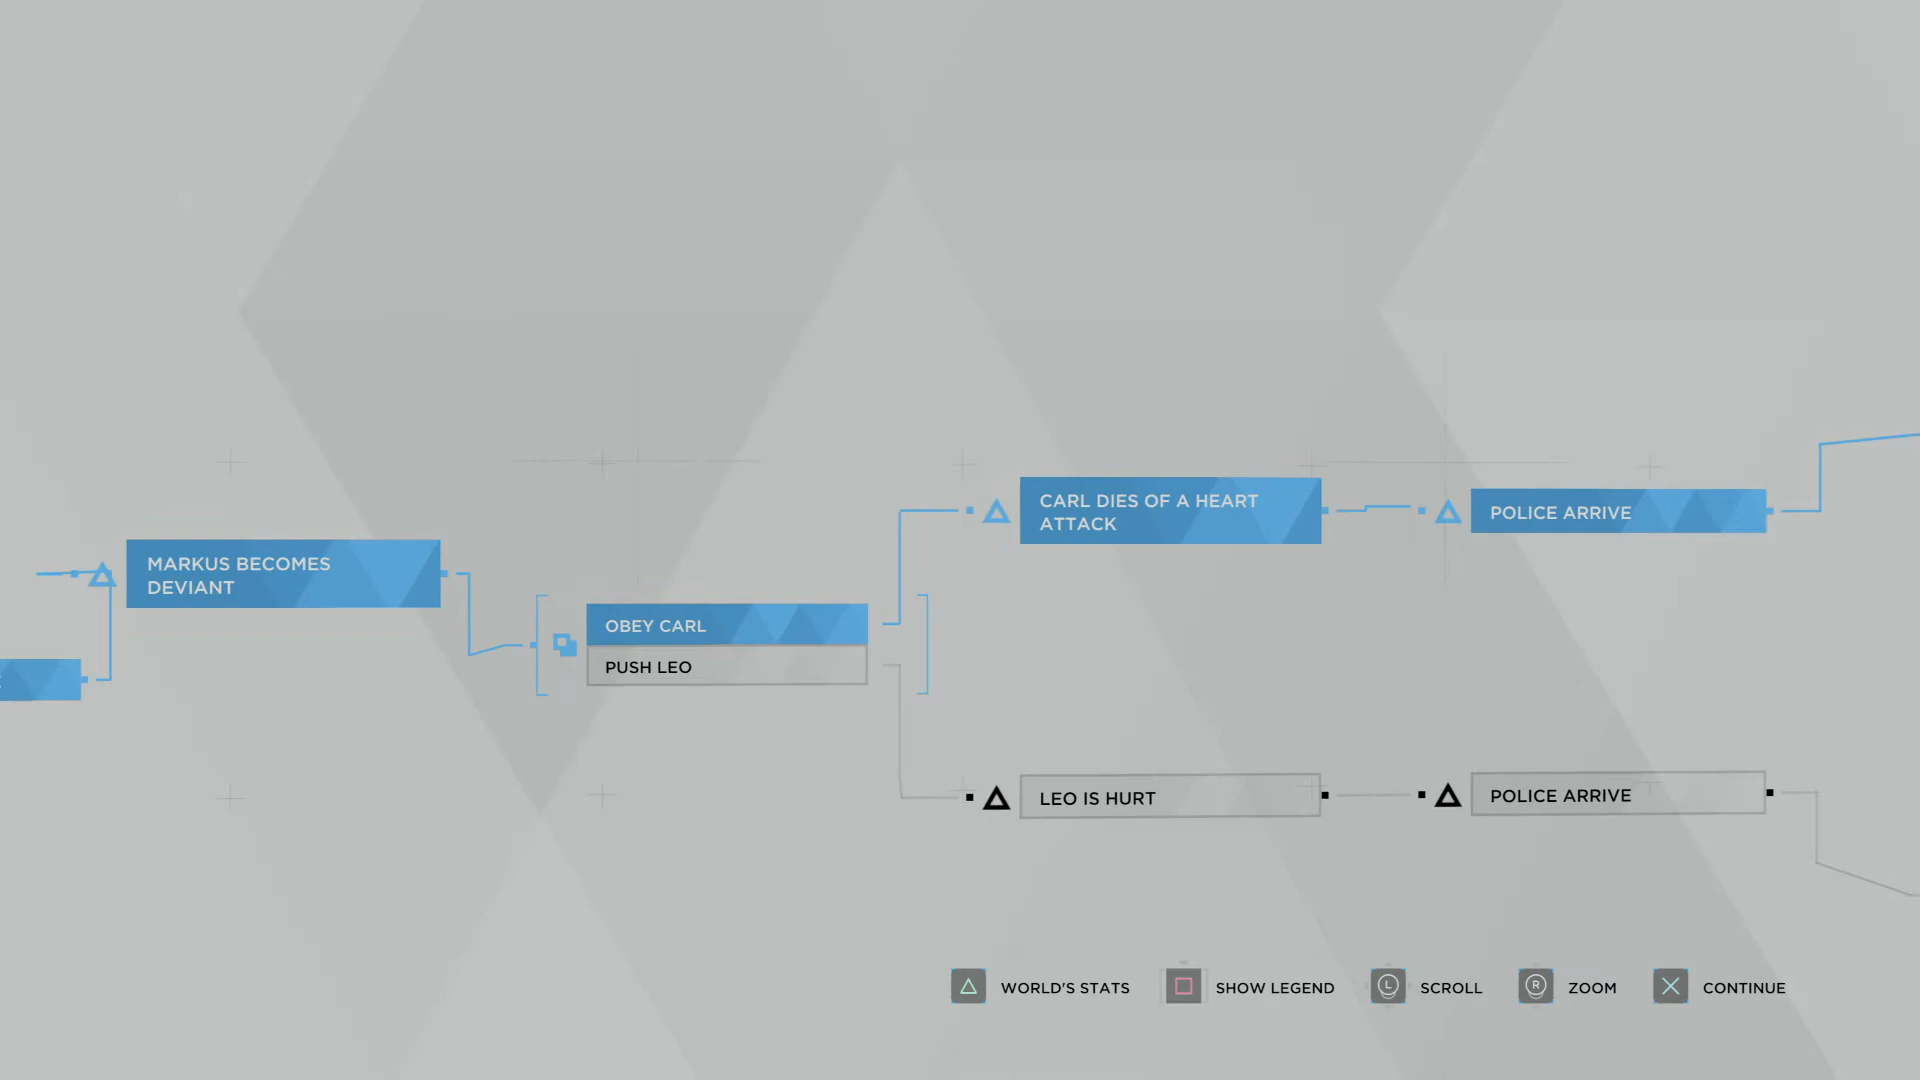 MARKUS BECOMES
DEVIANT
OBEY CARL
PUSH LEO
CARL DIES OF A HEART
ATTACK
POLICE ARRIVE
LEO IS HURT
POLICE ARRIVE
WORLD'S STATS
SHOW LEGEND
L
SCROLL
R
ZOOM
CONTINUE